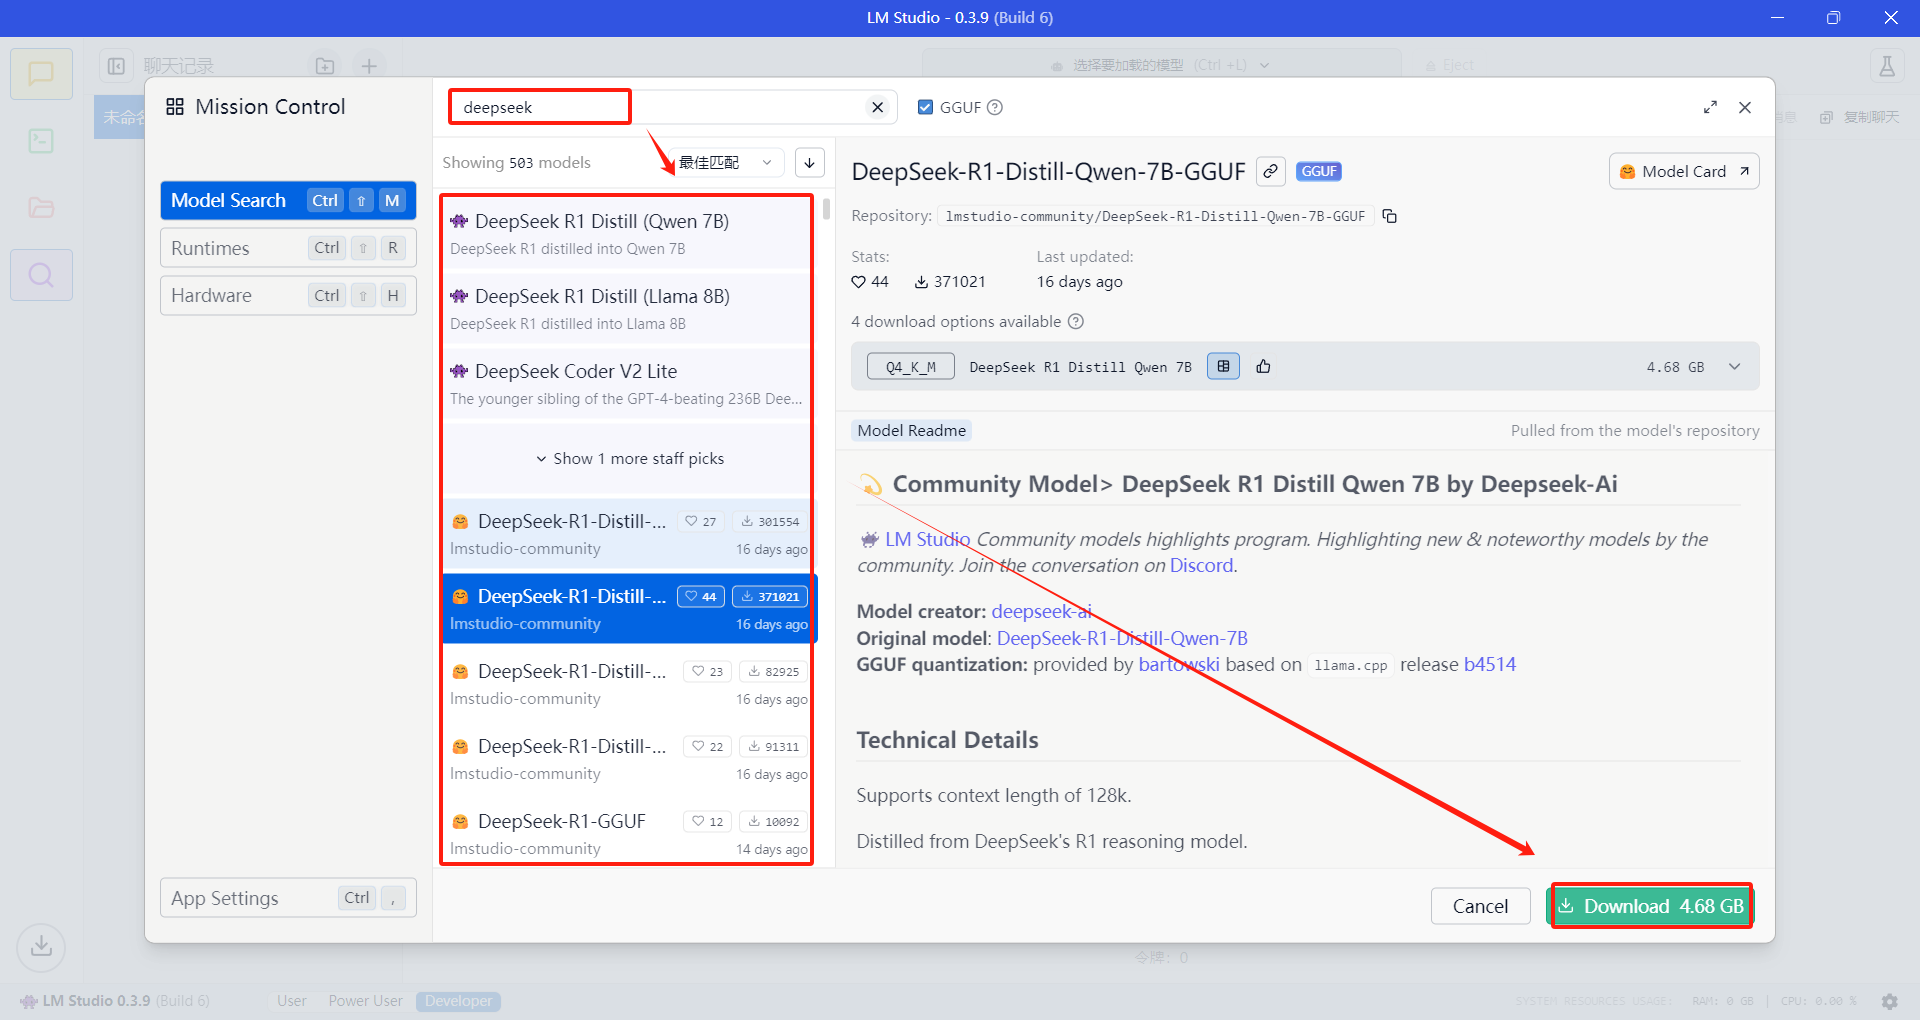 LM Studio - 0.3.9 (Build 6)
聊天记录
选择要加载的模型 (Ctrl +L)
Eject
未命名
复制聊天
Mission Control
deepseek
GGUF
Model Search Ctrl ⇧ M
Runtimes Ctrl ⇧ R
Hardware Ctrl ⇧ H
App Settings Ctrl ,
Showing 503 models
最佳匹配
DeepSeek R1 Distill (Qwen 7B)
DeepSeek R1 distilled into Qwen 7B
DeepSeek R1 Distill (Llama 8B)
DeepSeek R1 distilled into Llama 8B
DeepSeek Coder V2 Lite
The younger sibling of the GPT-4-beating 236B Dee...
Show 1 more staff picks
DeepSeek-R1-Distill-... 27 301554
lmstudio-community 16 days ago
DeepSeek-R1-Distill-... 44 371021
lmstudio-community 16 days ago
DeepSeek-R1-Distill-... 23 82925
lmstudio-community 16 days ago
DeepSeek-R1-Distill-... 22 91311
lmstudio-community 16 days ago
DeepSeek-R1-GGUF 12 10092
lmstudio-community 14 days ago
DeepSeek-R1-Distill-Qwen-7B-GGUF GGUF
Model Card
Repository: lmstudio-community/DeepSeek-R1-Distill-Qwen-7B-GGUF
Stats: Last updated:
44 371021 16 days ago
4 download options available
Q4_K_M DeepSeek R1 Distill Qwen 7B 4.68 GB
Model Readme Pulled from the model's repository
Community Model> DeepSeek R1 Distill Qwen 7B by Deepseek-Ai
LM Studio Community models highlights program. Highlighting new & noteworthy models by the
community. Join the conversation on Discord.
Model creator: deepseek-ai
Original model: DeepSeek-R1-Distill-Qwen-7B
GGUF quantization: provided by bartowski based on llama.cpp release b4514
Technical Details
Supports context length of 128k.
Distilled from DeepSeek's R1 reasoning model.
Cancel
Download 4.68 GB
令牌: 0
LM Studio 0.3.9 (Build 6) User Power User Developer
SYSTEM RESOURCES USAGE: RAM: 0 GB | CPU: 0.00 %